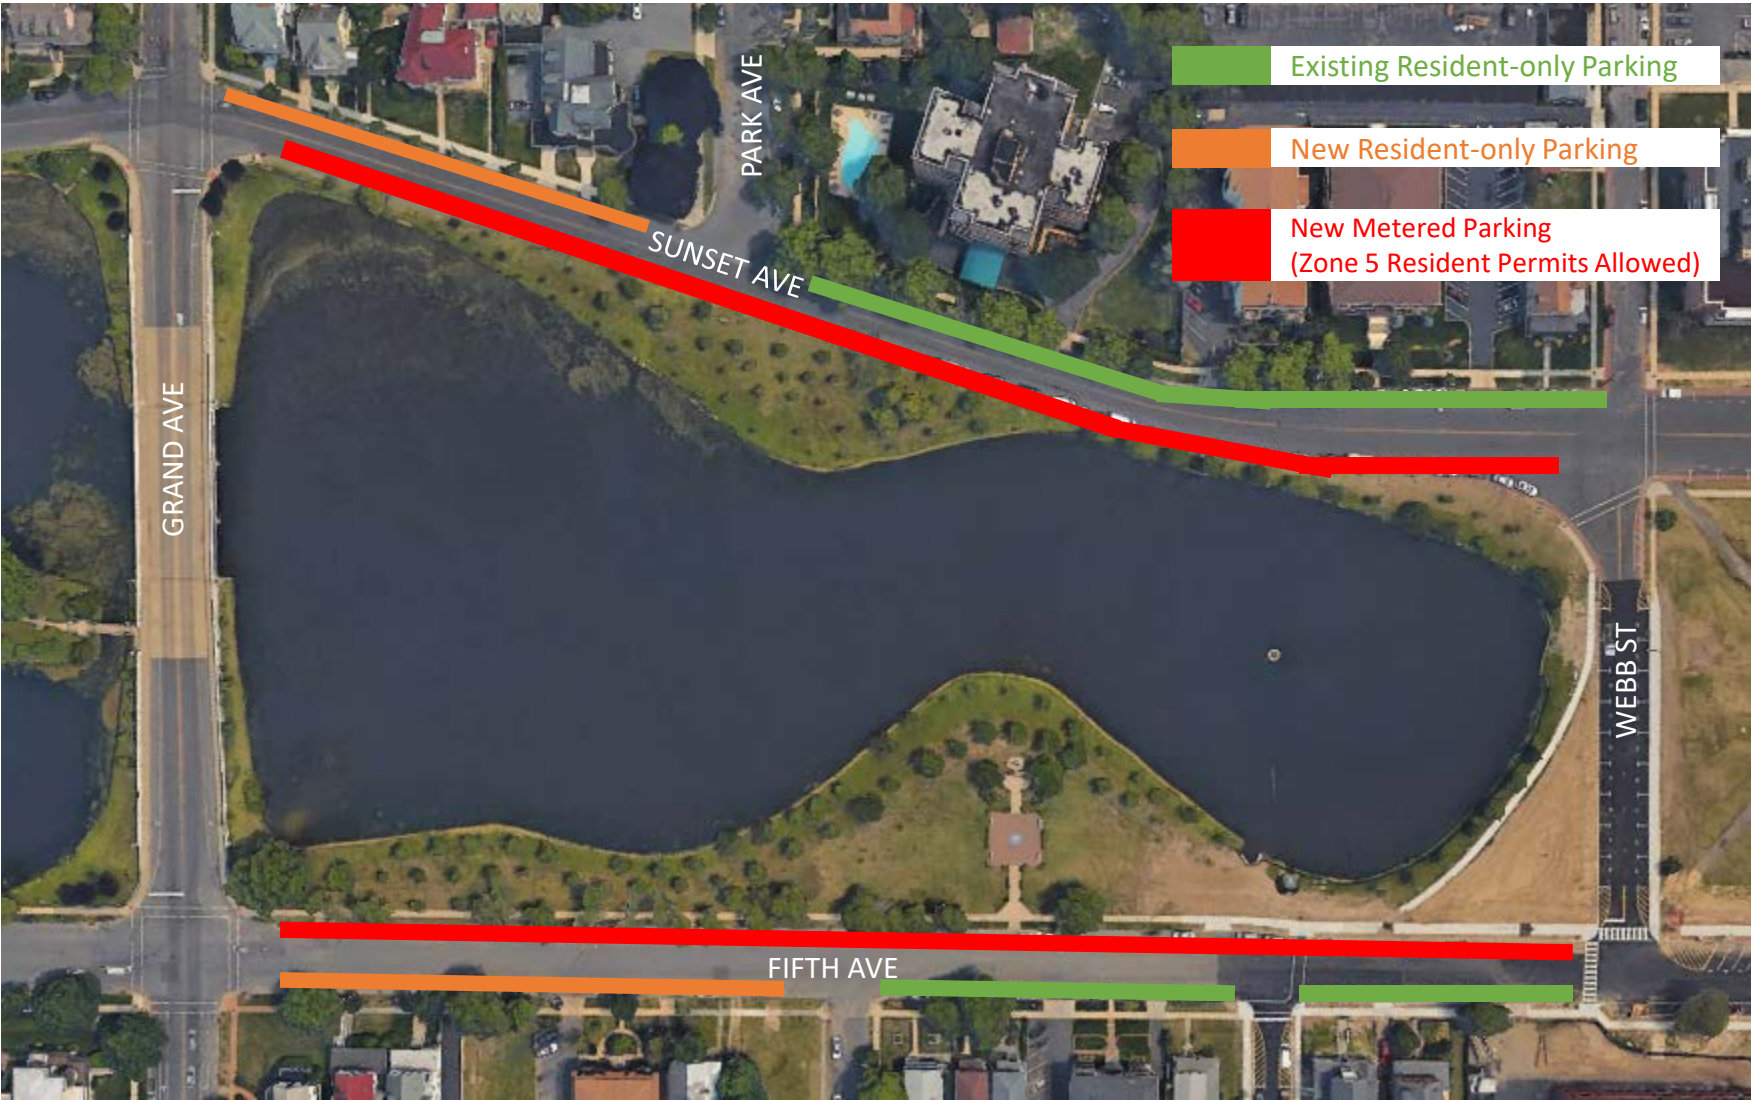 PARK AVE
Existing Resident-only Parking
New Resident-only Parking
New Metered Parking
(Zone 5 Resident Permits Allowed)
SUNSET AVE
GRAND AVE
WEBB ST
FIFTH AVE